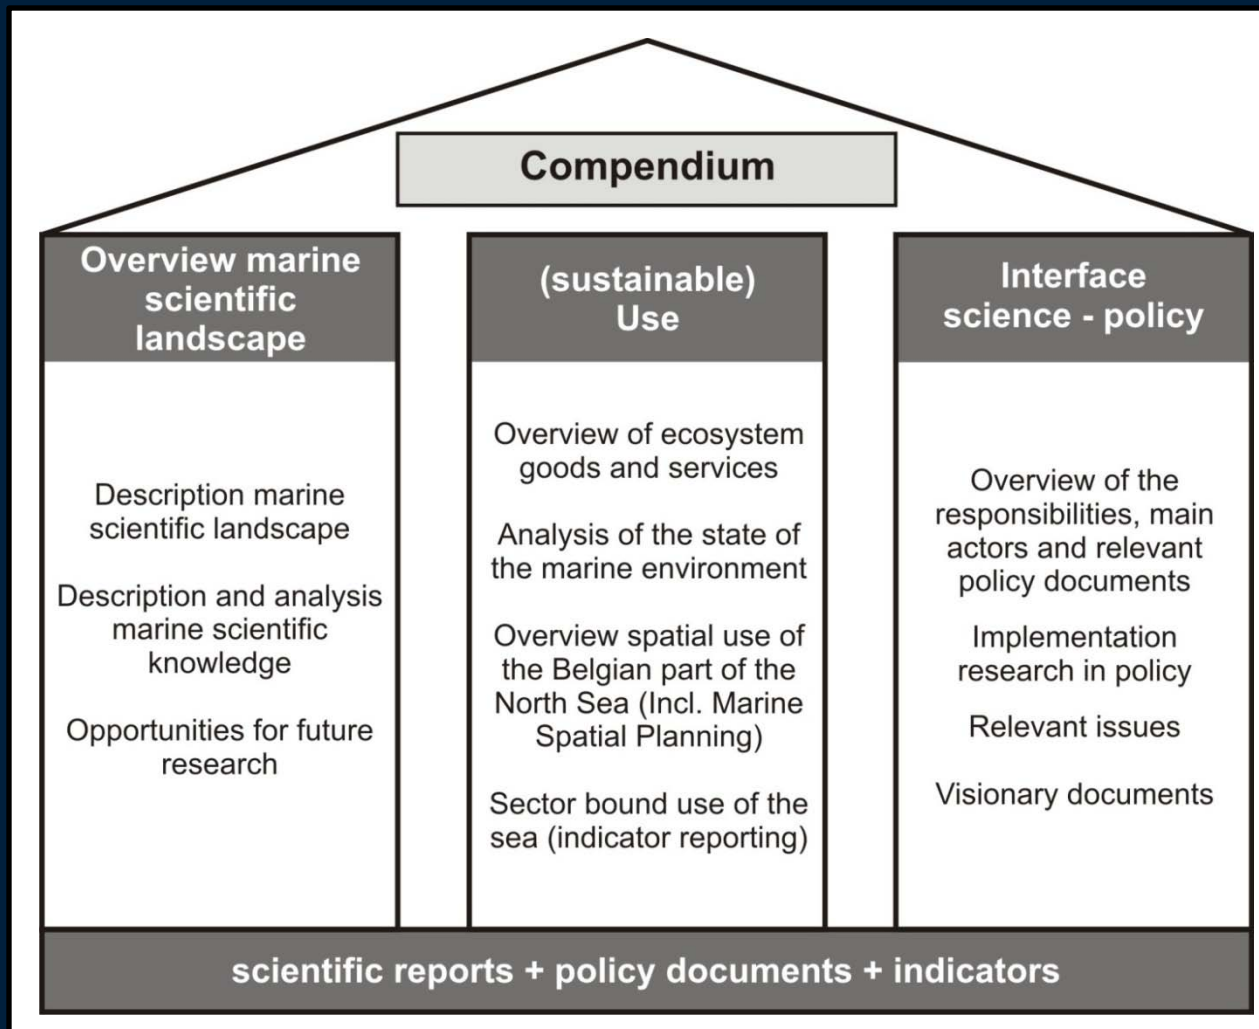 Compendium
Overview marine
scientific
landscape
Description marine
scientific landscape
Description and analysis
marine scientific
knowledge
Opportunities for future
research
(sustainable)
Use
Overview of ecosystem
goods and services
Analysis of the state of
the marine environment
Overview spatial use of
the Belgian part of the
North Sea (Incl. Marine
Spatial Planning)
Sector bound use of the
sea (indicator reporting)
Interface
science - policy
Overview of the
responsibilities, main
actors and relevant
policy documents
Implementation
research in policy
Relevant issues
Visionary documents
scientific reports + policy documents + indicators